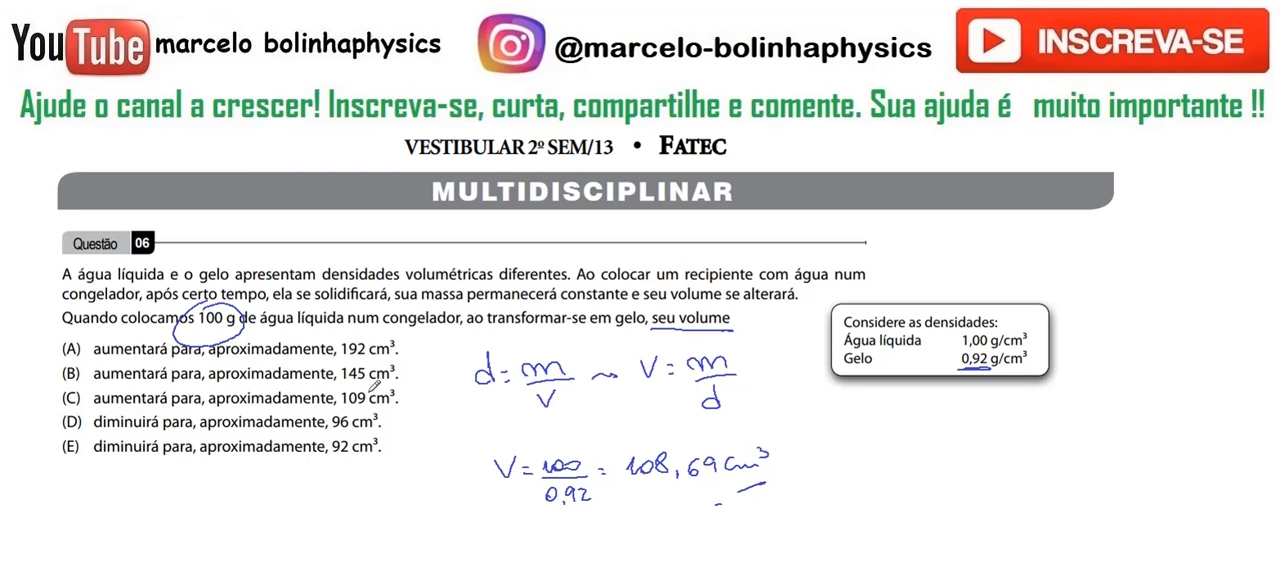 YouTube marcelo bolinhaphysics @marcelo-bolinhaphysics INSCREVA-SE
Ajude o canal a crescer! Inscreva-se, curta, compartilhe e comente. Sua ajuda é muito importante !!
VESTIBULAR 2º SEM/13 • FATEC
MULTIDISCIPLINAR
Questão 06
A água líquida e o gelo apresentam densidades volumétricas diferentes. Ao colocar um recipiente com água num
congelador, após certo tempo, ela se solidificará, sua massa permanecerá constante e seu volume se alterará.
Quando colocamos 100 g de água líquida num congelador, ao transformar-se em gelo, seu volume
(A) aumentará para, aproximadamente, 192 cm³.
(B) aumentará para, aproximadamente, 145 cm³.
(C) aumentará para, aproximadamente, 109 cm³.
(D) diminuirá para, aproximadamente, 96 cm³.
(E) diminuirá para, aproximadamente, 92 cm³.
Considere as densidades:
Água líquida 1,00 g/cm³
Gelo 0,92 g/cm³
d = m/V ~ V = m/d
V = 100/0,92 = 108,69 cm³